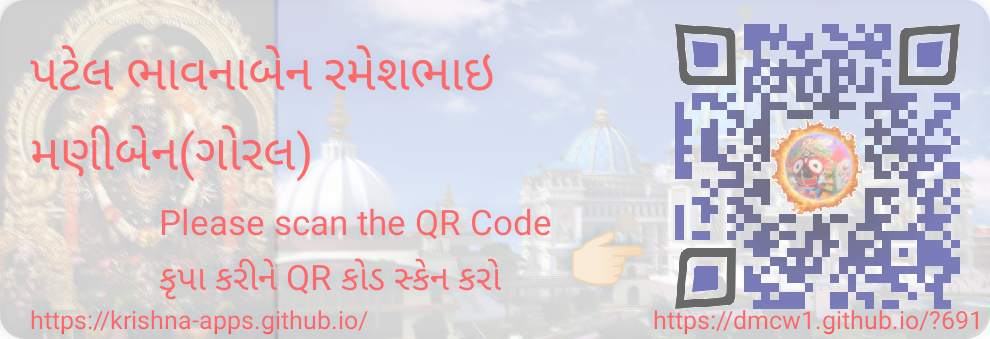 પટેલ ભાવનાબેન રમેશભાઇ
મણીબેન(ગોરલ)
Please scan the QR Code
કૃપા કરીને QR કોડ સ્કેન કરો
https://krishna-apps.github.io/
https://dmcw1.github.io/?691